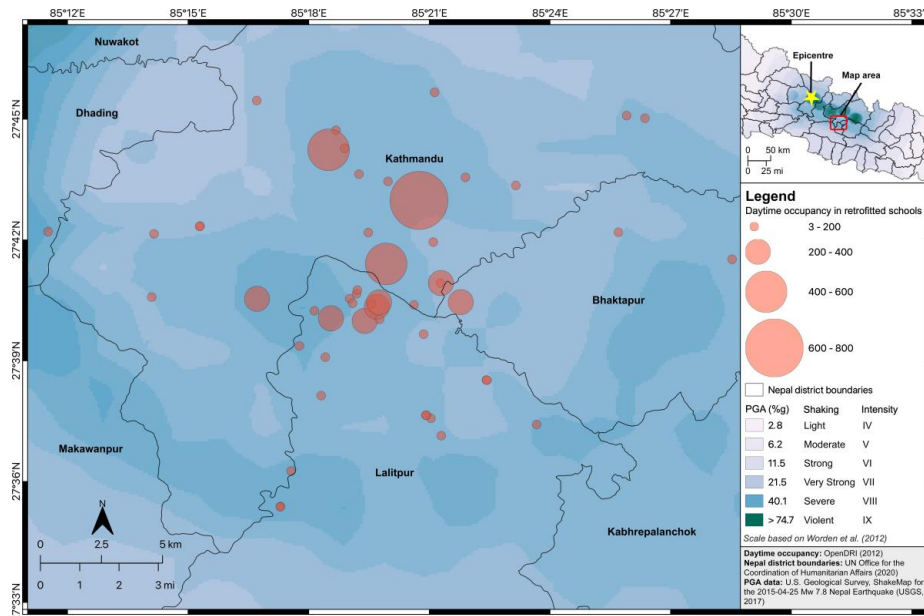 85°12'E 85°15'E 85°18'E 85°21'E 85°24'E 85°27'E 85°30'E 85°33'E
27°45'N
27°42'N
27°39'N
27°36'N
27°33'N
Nuwakot
Dhading
Kathmandu
Bhaktapur
Makawanpur
Lalitpur
Kabhrepalanchok
N
0 2.5 5 km
0 1 2 3 mi
Epicentre
Map area
0 50 km
0 25 mi
Legend
Daytime occupancy in retrofitted schools
3 - 200
200 - 400
400 - 600
600 - 800
Nepal district boundaries
PGA (%g) Shaking Intensity
2.8 Light IV
6.2 Moderate V
11.5 Strong VI
21.5 Very Strong VII
40.1 Severe VIII
> 74.7 Violent IX
Scale based on Worden et al. (2012)
Daytime occupancy: OpenDRI (2012)
Nepal district boundaries: UN Office for the
Coordination of Humanitarian Affairs (2020)
PGA data: U.S. Geological Survey, ShakeMap for
the 2015-04-25 Mw 7.8 Nepal Earthquake (USGS,
2017)